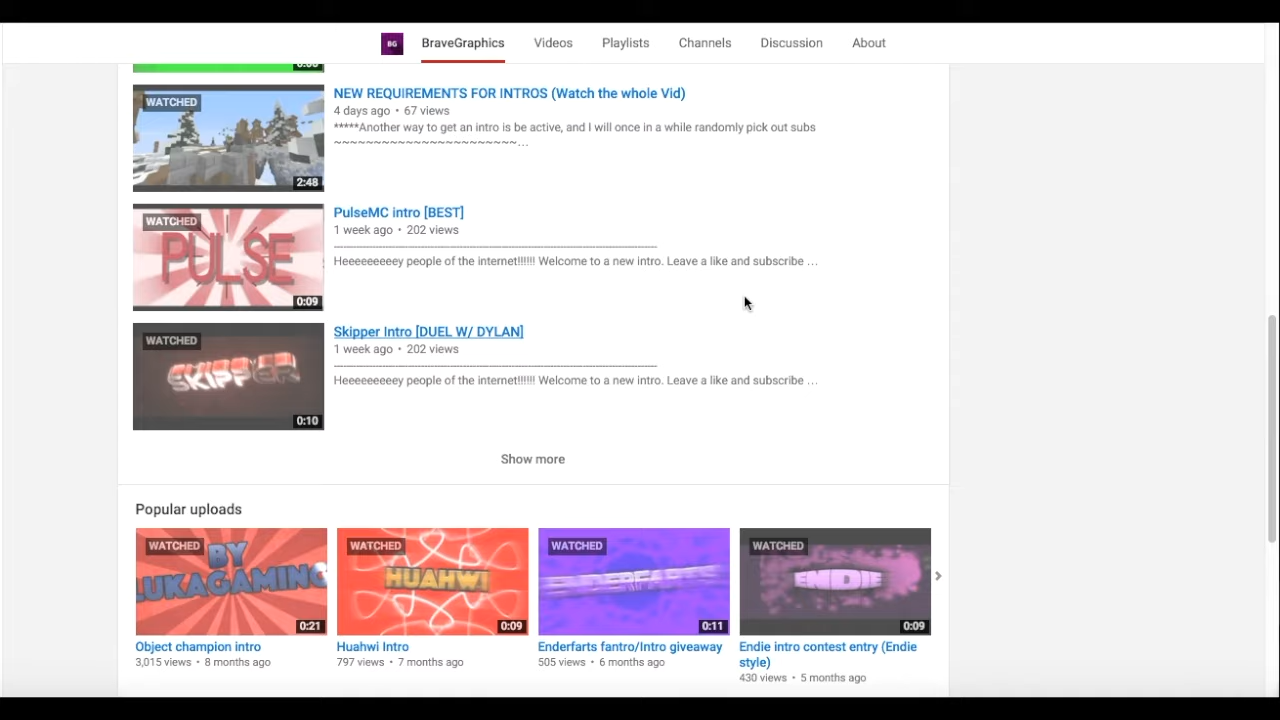 BG BraveGraphics Videos Playlists Channels Discussion About
WATCHED
2:48
NEW REQUIREMENTS FOR INTROS (Watch the whole Vid)
4 days ago • 67 views
*****Another way to get an intro is be active, and I will once in a while randomly pick out subs
~~~~~~~~~~~~~~~~~~~~~~~…
WATCHED
PULSE
0:09
PulseMC intro [BEST]
1 week ago • 202 views
Heeeeeeeey people of the internet!!!!!! Welcome to a new intro. Leave a like and subscribe …
WATCHED
SKIPPER
0:10
Skipper Intro [DUEL W/ DYLAN]
1 week ago • 202 views
Heeeeeeeey people of the internet!!!!!! Welcome to a new intro. Leave a like and subscribe …
Show more
Popular uploads
WATCHED
BY
LUKAGAMING
0:21
Object champion intro
3,015 views • 8 months ago
WATCHED
HUAHWI
0:09
Huahwi Intro
797 views • 7 months ago
WATCHED
ENDERFARTS
0:11
Enderfarts fantro/Intro giveaway
505 views • 6 months ago
WATCHED
ENDIE
0:09
Endie intro contest entry (Endie
style)
430 views • 5 months ago